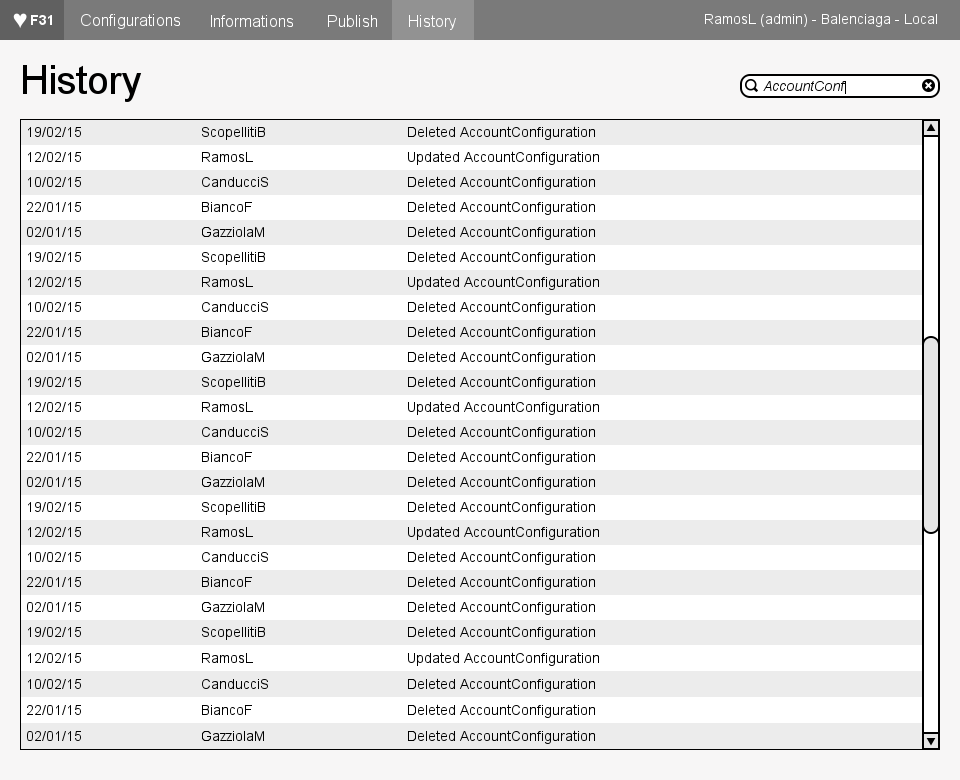 F31 Configurations Informations Publish History RamosL (admin) - Balenciaga - Local
History
AccountConf
19/02/15 ScopellitiB Deleted AccountConfiguration
12/02/15 RamosL Updated AccountConfiguration
10/02/15 CanducciS Deleted AccountConfiguration
22/01/15 BiancoF Deleted AccountConfiguration
02/01/15 GazziolaM Deleted AccountConfiguration
19/02/15 ScopellitiB Deleted AccountConfiguration
12/02/15 RamosL Updated AccountConfiguration
10/02/15 CanducciS Deleted AccountConfiguration
22/01/15 BiancoF Deleted AccountConfiguration
02/01/15 GazziolaM Deleted AccountConfiguration
19/02/15 ScopellitiB Deleted AccountConfiguration
12/02/15 RamosL Updated AccountConfiguration
10/02/15 CanducciS Deleted AccountConfiguration
22/01/15 BiancoF Deleted AccountConfiguration
02/01/15 GazziolaM Deleted AccountConfiguration
19/02/15 ScopellitiB Deleted AccountConfiguration
12/02/15 RamosL Updated AccountConfiguration
10/02/15 CanducciS Deleted AccountConfiguration
22/01/15 BiancoF Deleted AccountConfiguration
02/01/15 GazziolaM Deleted AccountConfiguration
19/02/15 ScopellitiB Deleted AccountConfiguration
12/02/15 RamosL Updated AccountConfiguration
10/02/15 CanducciS Deleted AccountConfiguration
22/01/15 BiancoF Deleted AccountConfiguration
02/01/15 GazziolaM Deleted AccountConfiguration